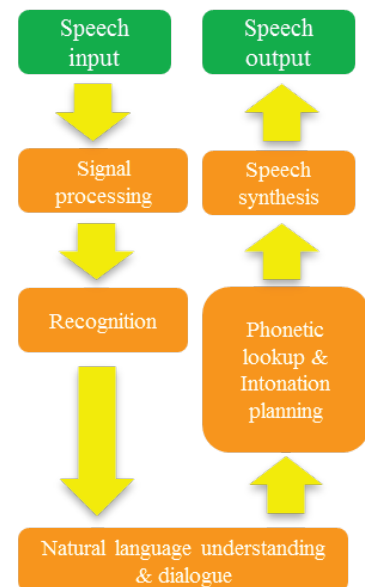 Speech
input
Speech
output
Signal
processing
Speech
synthesis
Recognition
Phonetic
lookup &
Intonation
planning
Natural language understanding
& dialogue